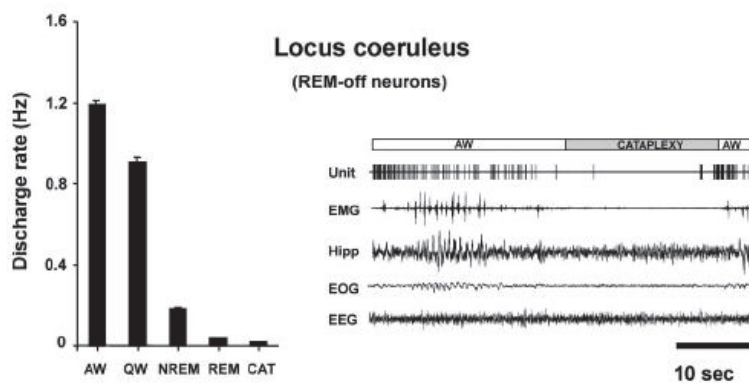 Locus coeruleus
(REM-off neurons)
Discharge rate (Hz)
1.6
1.2
0.8
0.4
0
AW QW NREM REM CAT
AW CATAPLEXY AW
Unit
EMG
Hipp
EOG
EEG
10 sec